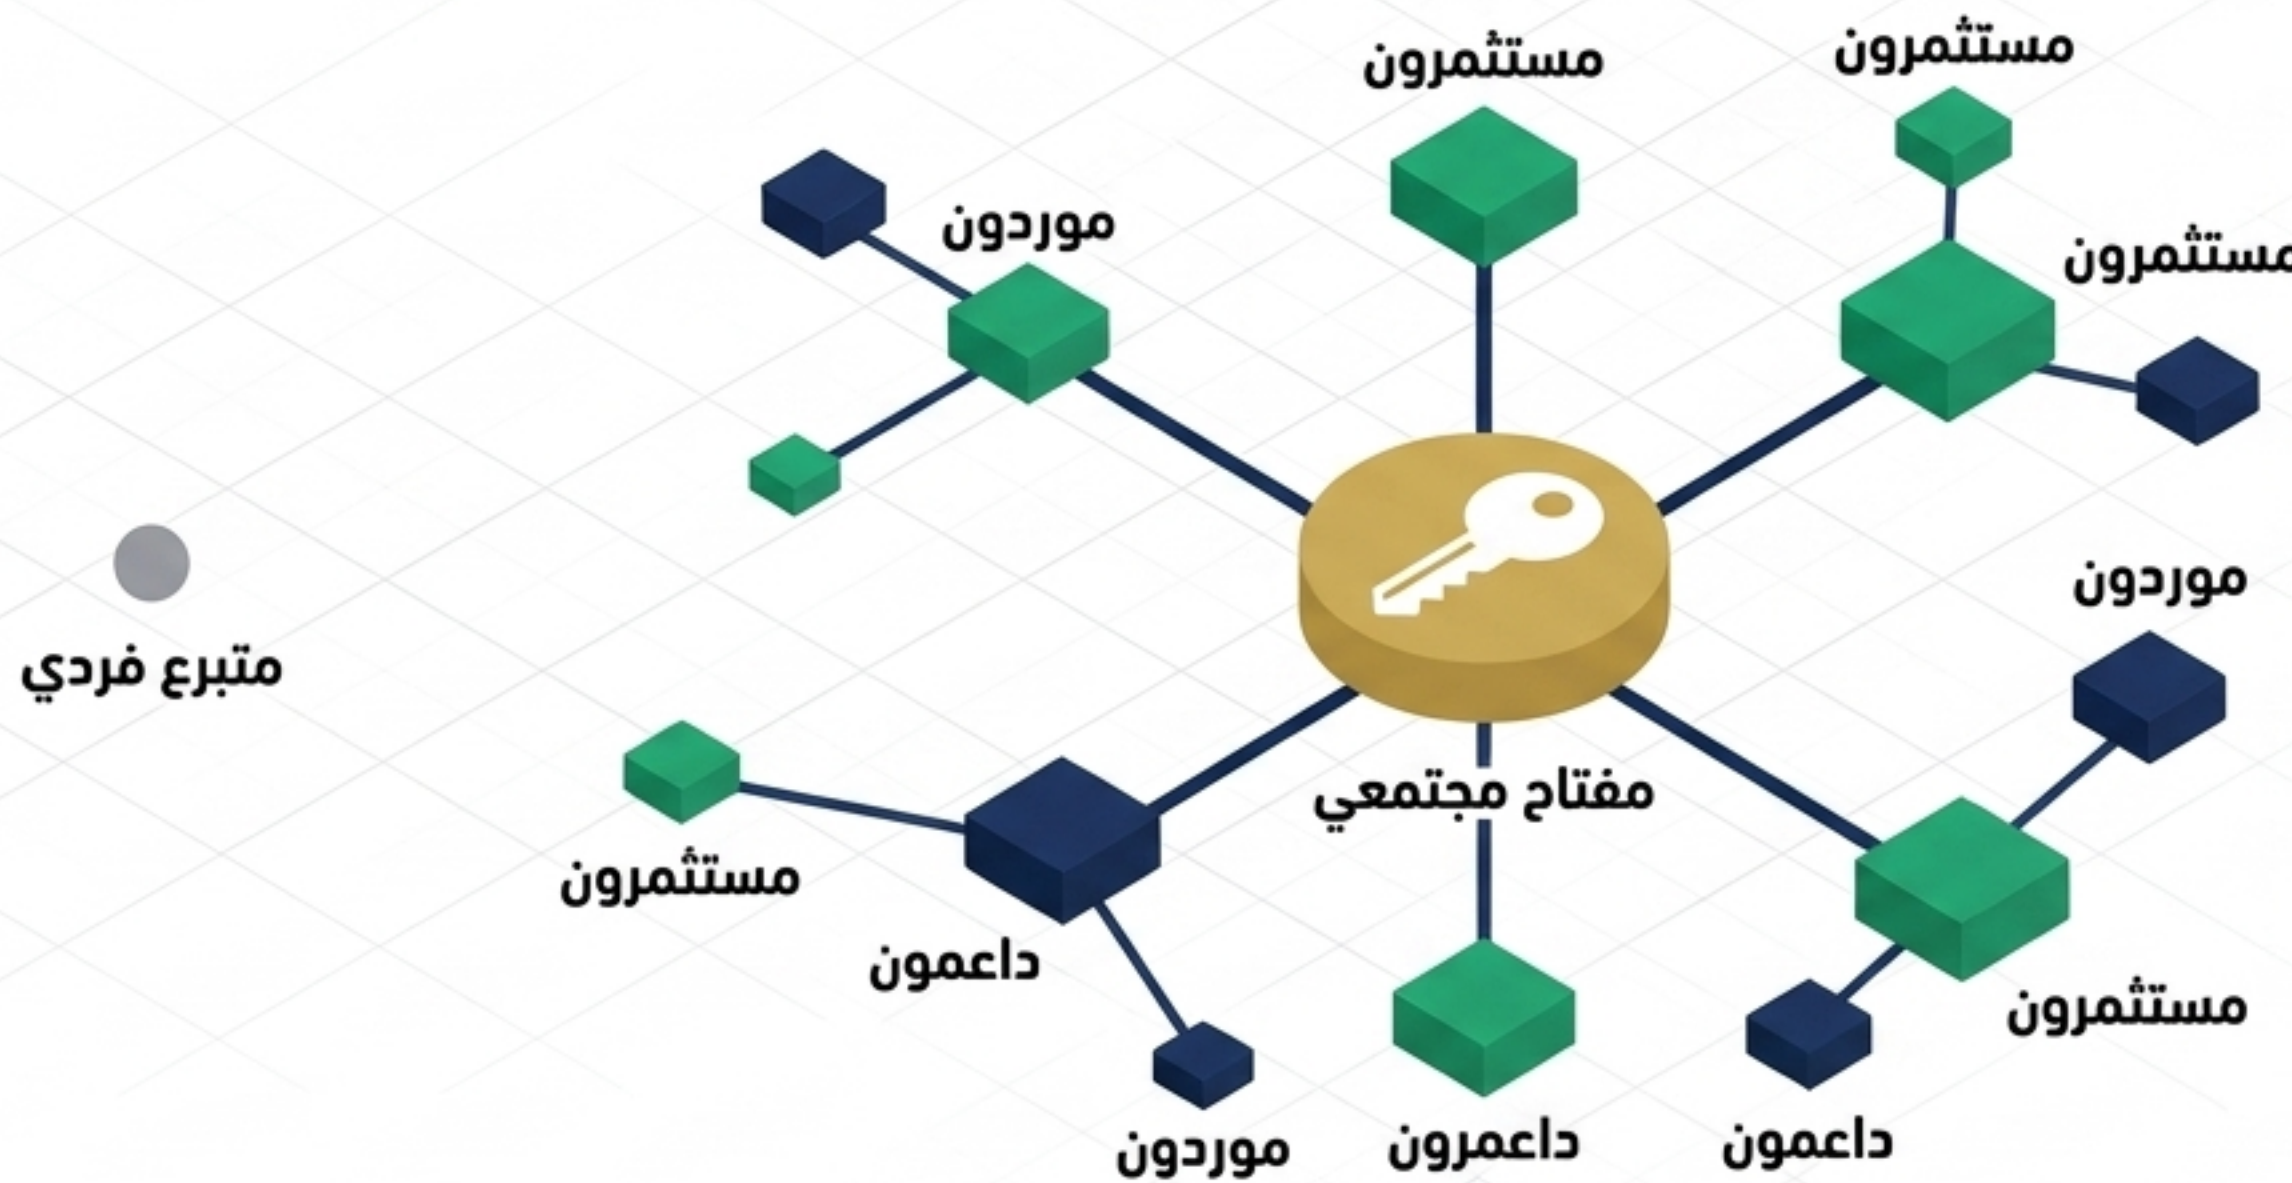 مستثمرون
مستثمرون
موردون
مستثمرون
موردون
متبرع فردي
مفتاح مجتمعي
مستثمرون
داعمون
مستثمرون
داعمرون
داعمون
موردون